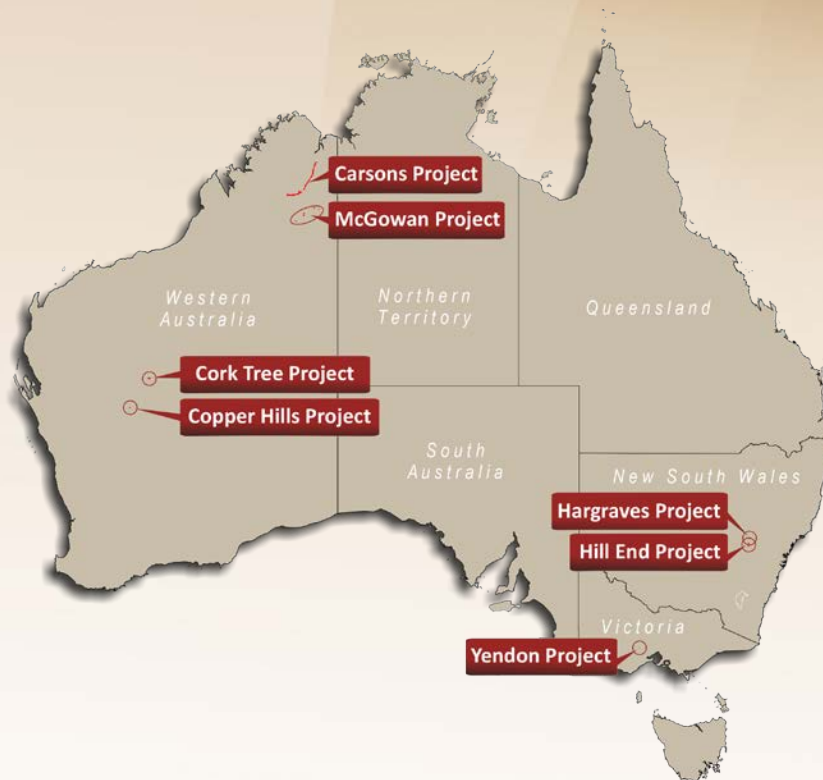 Carsons Project
McGowan Project
Western
Australia
Northern
Territory
Queensland
Cork Tree Project
Copper Hills Project
South
Australia
New South Wales
Hargraves Project
Hill End Project
Victoria
Yendon Project